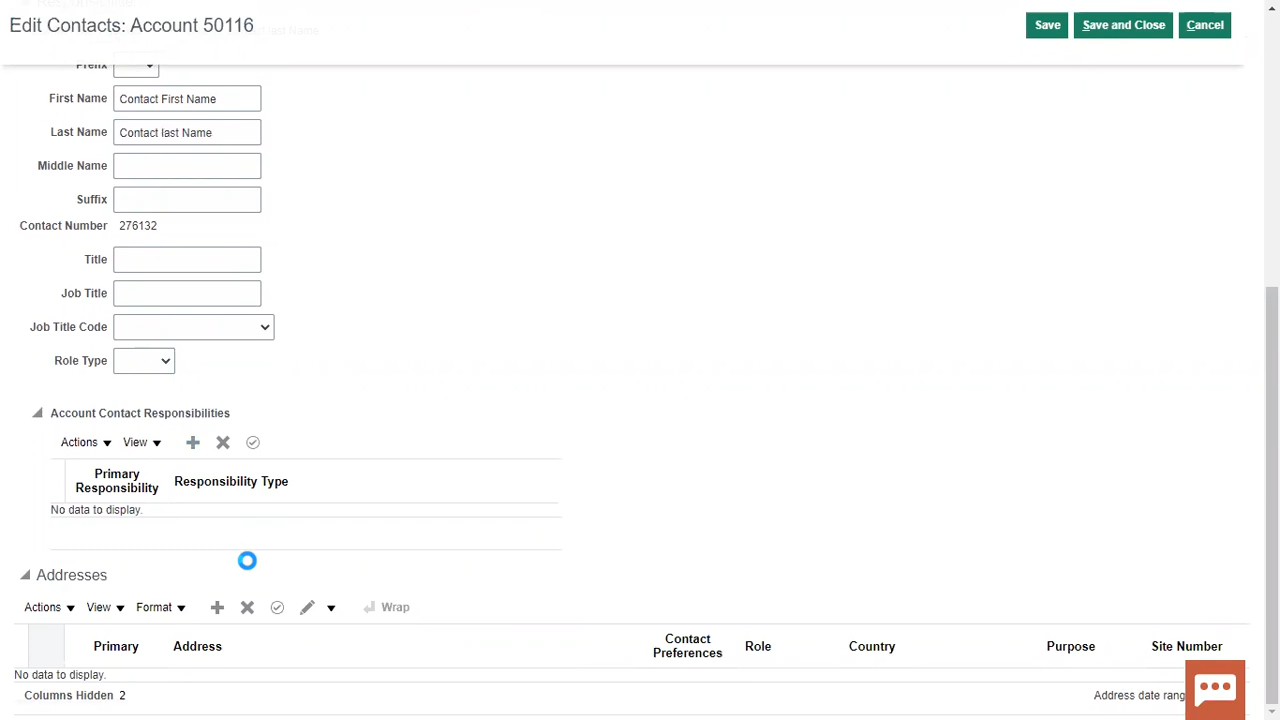 Edit Contacts: Account 50116
Save
Save and Close
Cancel
Prefix
First Name
Contact First Name
Last Name
Contact last Name
Middle Name
Suffix
Contact Number 276132
Title
Job Title
Job Title Code
Role Type
Account Contact Responsibilities
Actions View
Primary Responsibility Responsibility Type
No data to display.
Addresses
Actions View Format Wrap
Primary Address Contact Preferences Role Country Purpose Site Number
No data to display.
Columns Hidden 2
Address date